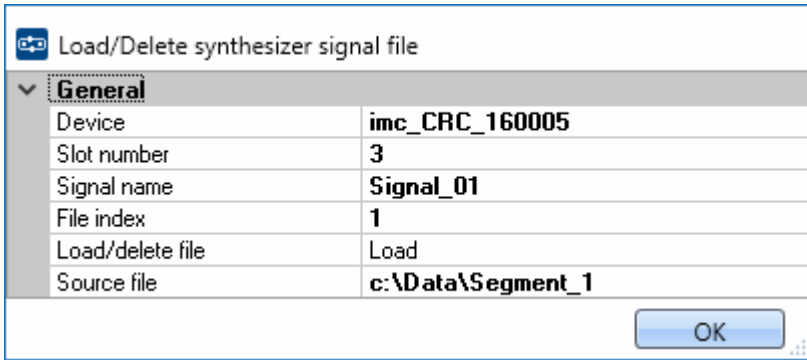 Load/Delete synthesizer signal file
General
Device imc_CRC_160005
Slot number 3
Signal name Signal_01
File index 1
Load/delete file Load
Source file c:\Data\Segment_1
OK